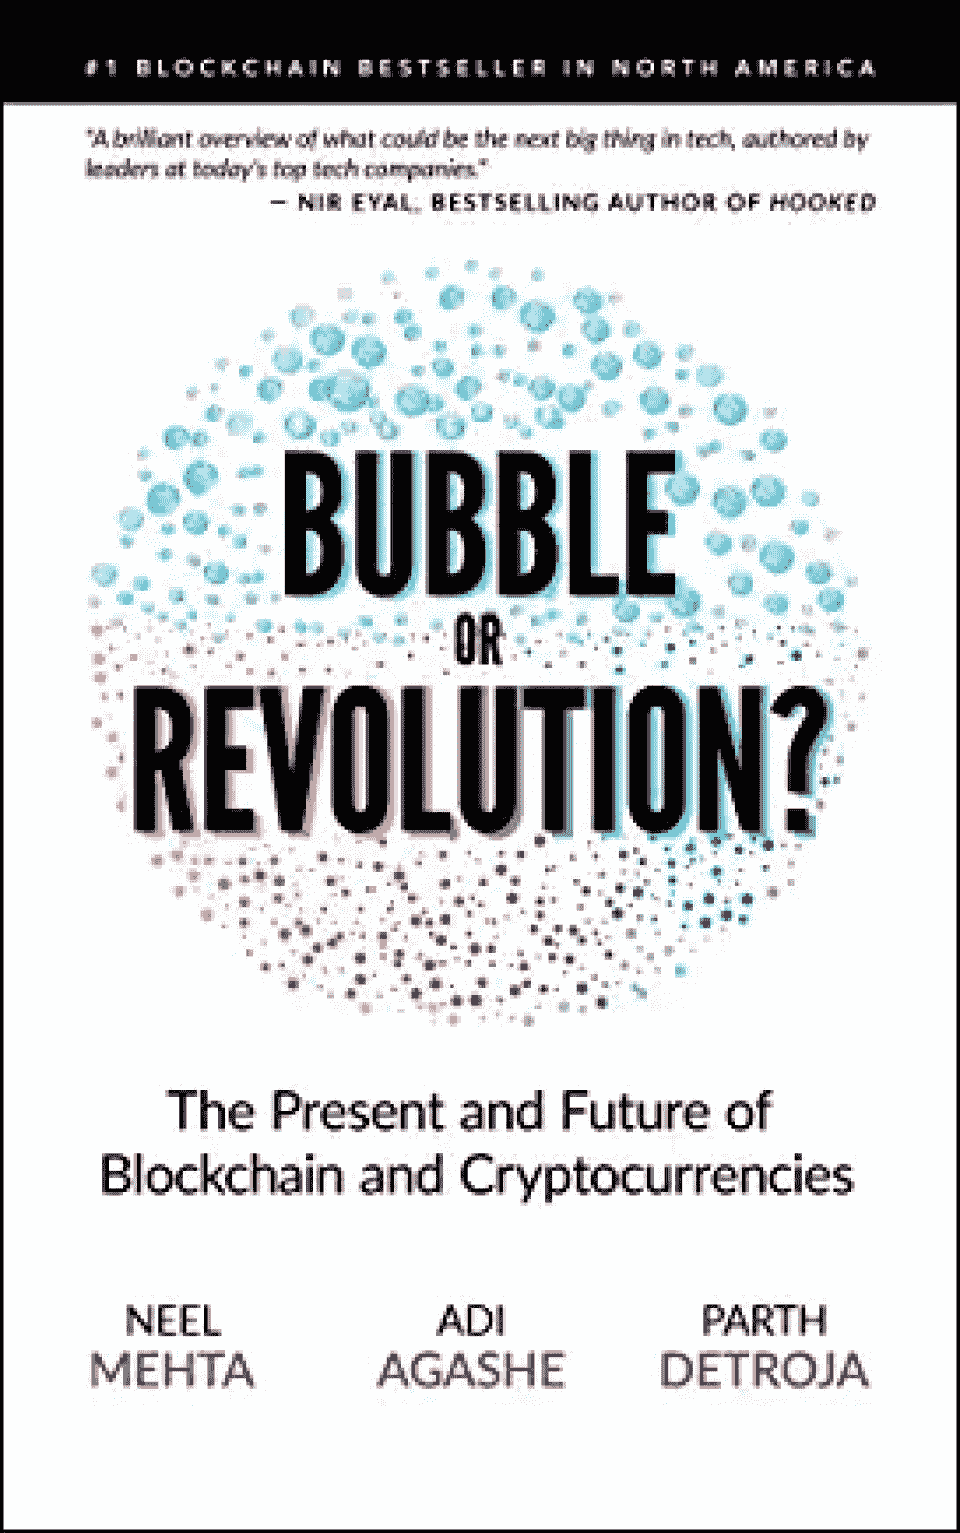 #1 BLOCKCHAIN BESTSELLER IN NORTH AMERICA
"A brilliant overview of what could be the next big thing in tech, authored by
leaders at today's top tech companies."
— NIR EYAL, BESTSELLING AUTHOR OF HOOKED
BUBBLE
OR
REVOLUTION?
The Present and Future of
Blockchain and Cryptocurrencies
NEEL
MEHTA
ADI
AGASHE
PARTH
DETROJA